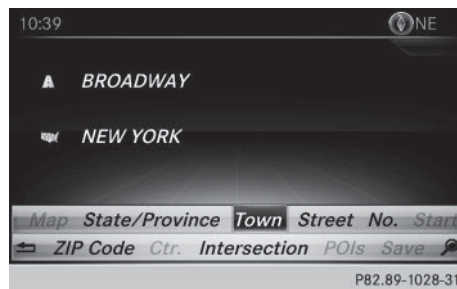 10:39 NE
A BROADWAY
NEW YORK
Map State/Province Town Street No. Start
ZIP Code Ctr. Intersection POIs Save
P82.89-1028-31